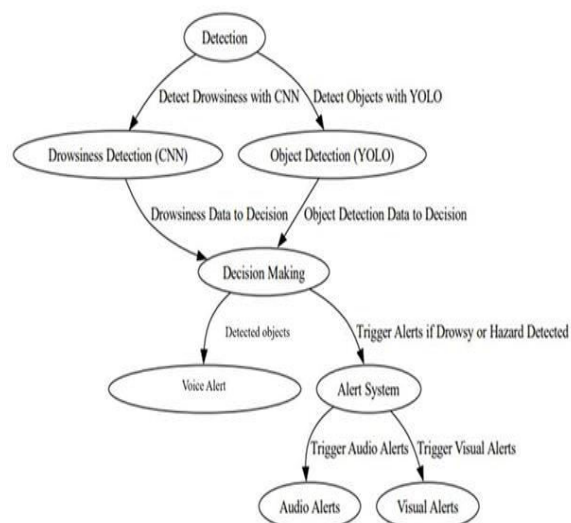 Detection
Detect Drowsiness with CNN
Detect Objects with YOLO
Drowsiness Detection (CNN)
Object Detection (YOLO)
Drowsiness Data to Decision
Object Detection Data to Decision
Decision Making
Detected objects
Trigger Alerts if Drowsy or Hazard Detected
Voice Alert
Alert System
Trigger Audio Alerts
Trigger Visual Alerts
Audio Alerts
Visual Alerts